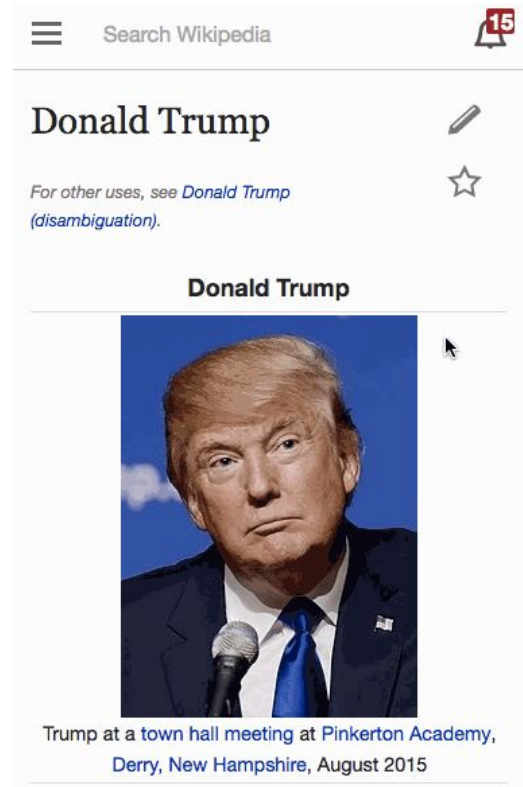 Search Wikipedia
15
Donald Trump
For other uses, see Donald Trump
(disambiguation).
Donald Trump
Trump at a town hall meeting at Pinkerton Academy,
Derry, New Hampshire, August 2015